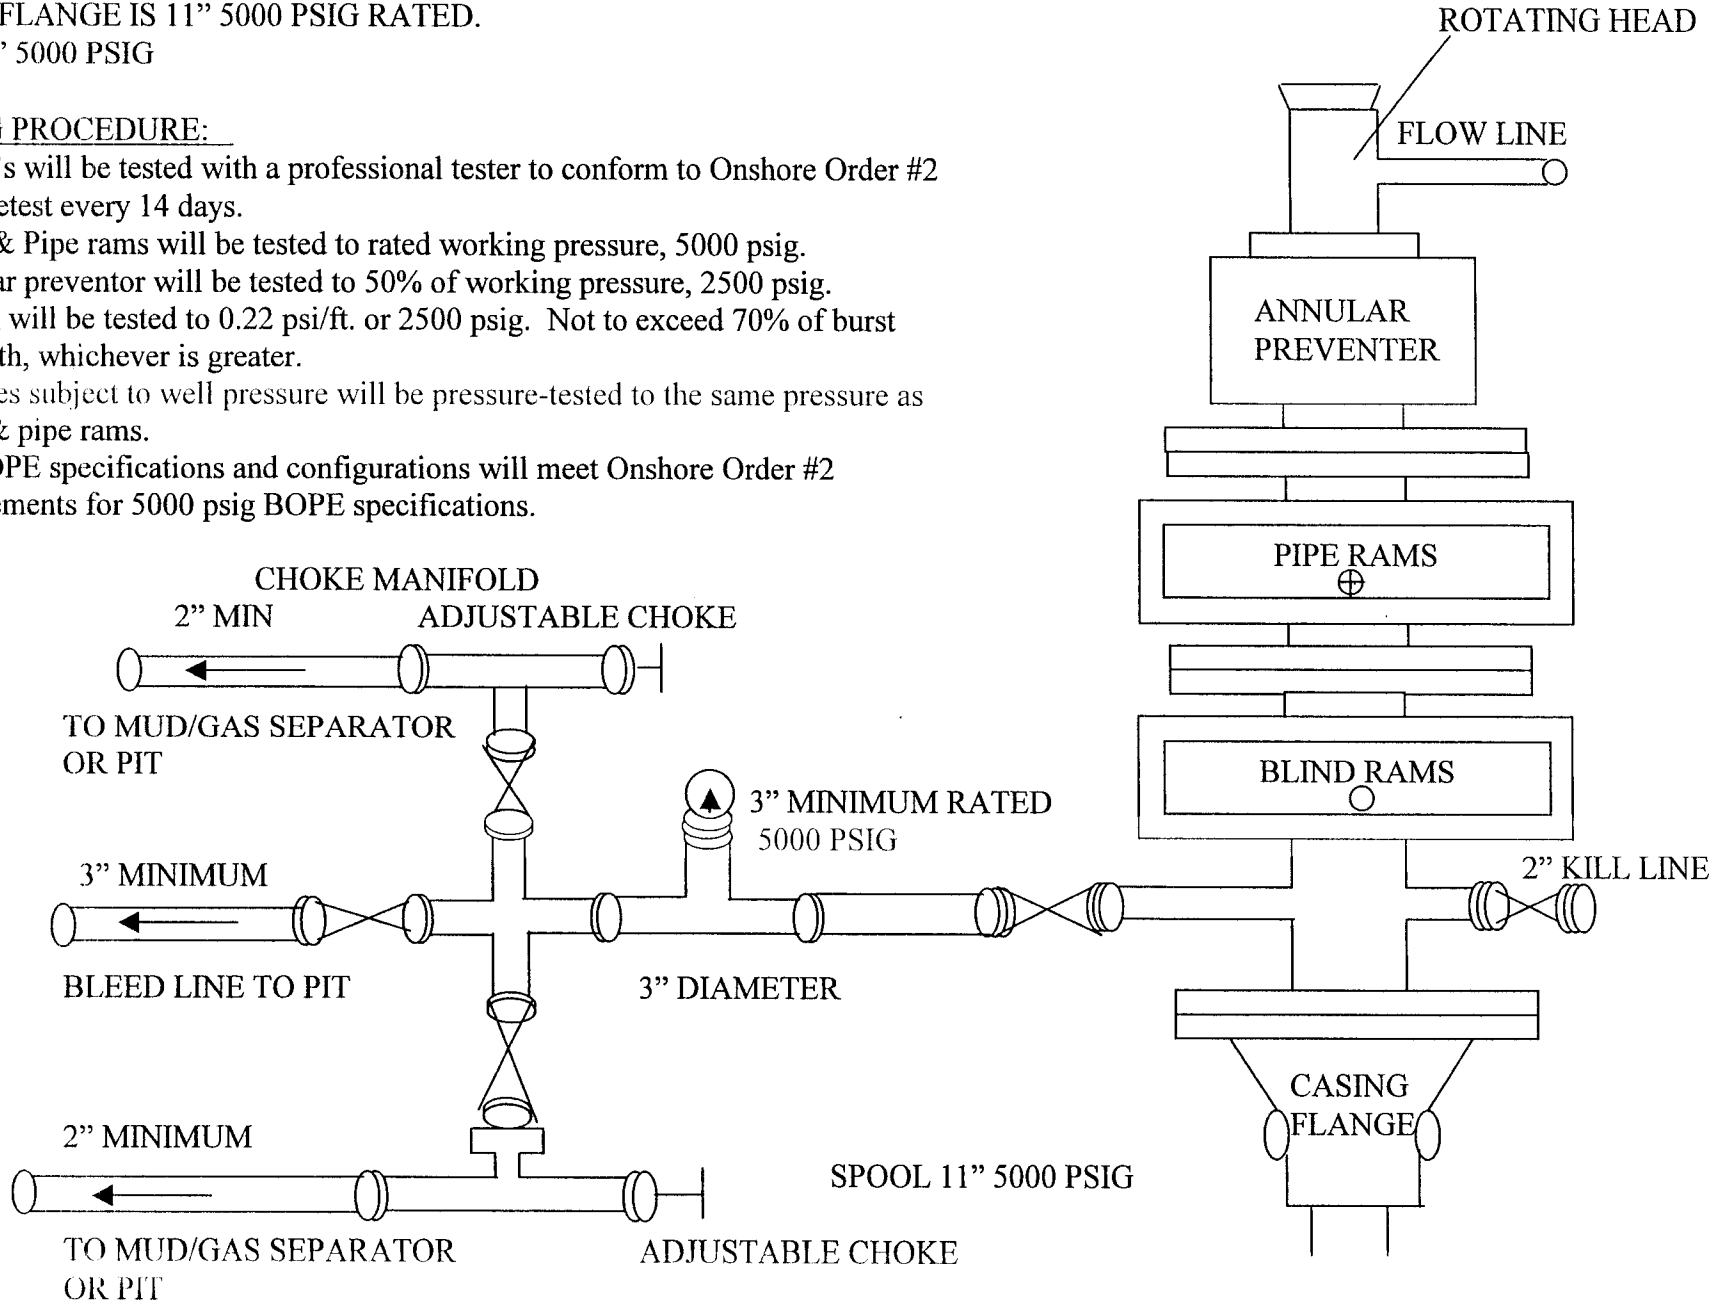 FLANGE IS 11” 5000 PSIG RATED.
” 5000 PSIG
PROCEDURE:
’s will be tested with a professional tester to conform to Onshore Order #2
etest every 14 days.
& Pipe rams will be tested to rated working pressure, 5000 psig.
ar preventor will be tested to 50% of working pressure, 2500 psig.
will be tested to 0.22 psi/ft. or 2500 psig. Not to exceed 70% of burst
th, whichever is greater.
es subject to well pressure will be pressure-tested to the same pressure as
& pipe rams.
OPE specifications and configurations will meet Onshore Order #2
ements for 5000 psig BOPE specifications.
ROTATING HEAD
FLOW LINE
ANNULAR
PREVENTER
PIPE RAMS
BLIND RAMS
2” KILL LINE
CASING
FLANGE
CHOKE MANIFOLD
2” MIN
ADJUSTABLE CHOKE
TO MUD/GAS SEPARATOR
OR PIT
3” MINIMUM RATED
5000 PSIG
3” MINIMUM
BLEED LINE TO PIT
3” DIAMETER
2” MINIMUM
SPOOL 11” 5000 PSIG
TO MUD/GAS SEPARATOR
OR PIT
ADJUSTABLE CHOKE